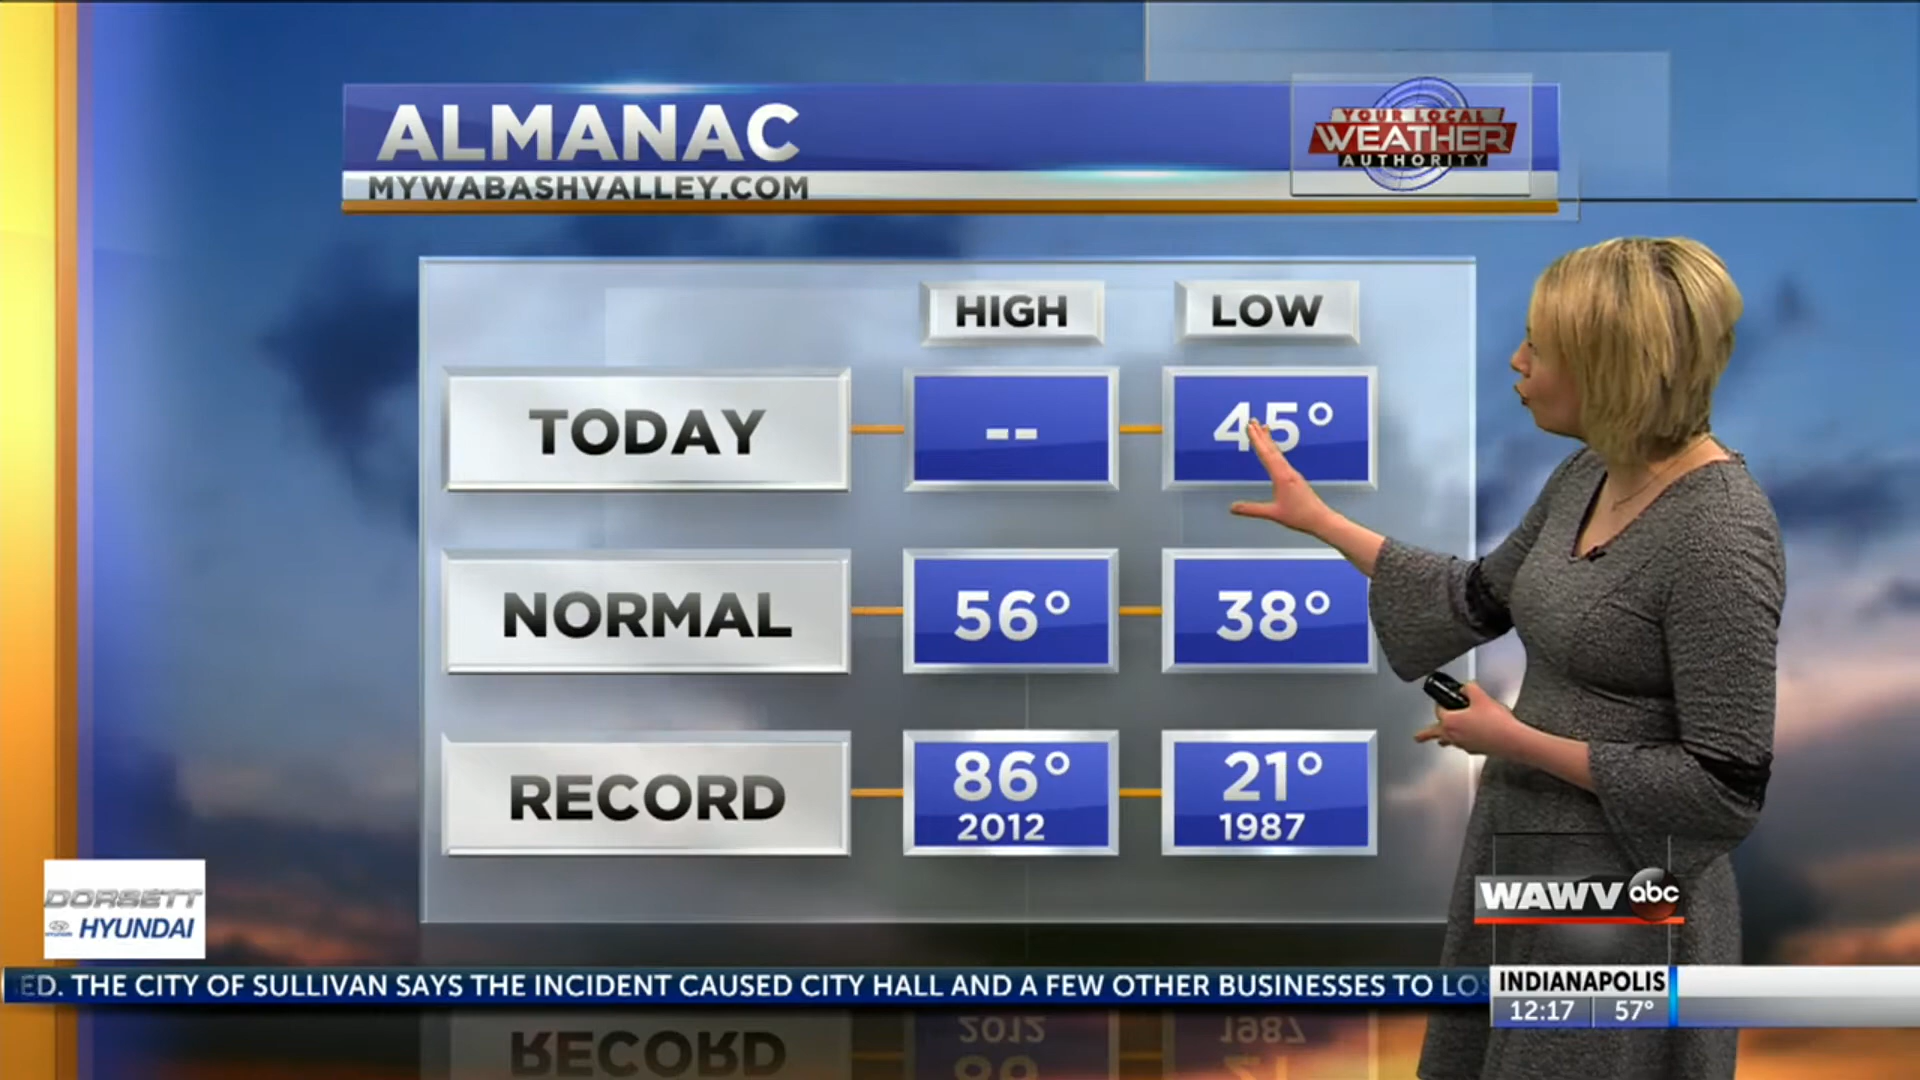 ALMANAC
MYWABASHVALLEY.COM
YOUR LOCAL
WEATHER
AUTHORITY
HIGH LOW
TODAY -- 45°
NORMAL 56° 38°
RECORD 86° 21°
2012 1987
WAWV abc
DORSETT
HYUNDAI
ED. THE CITY OF SULLIVAN SAYS THE INCIDENT CAUSED CITY HALL AND A FEW OTHER BUSINESSES TO LOS
INDIANAPOLIS
12:17 57°